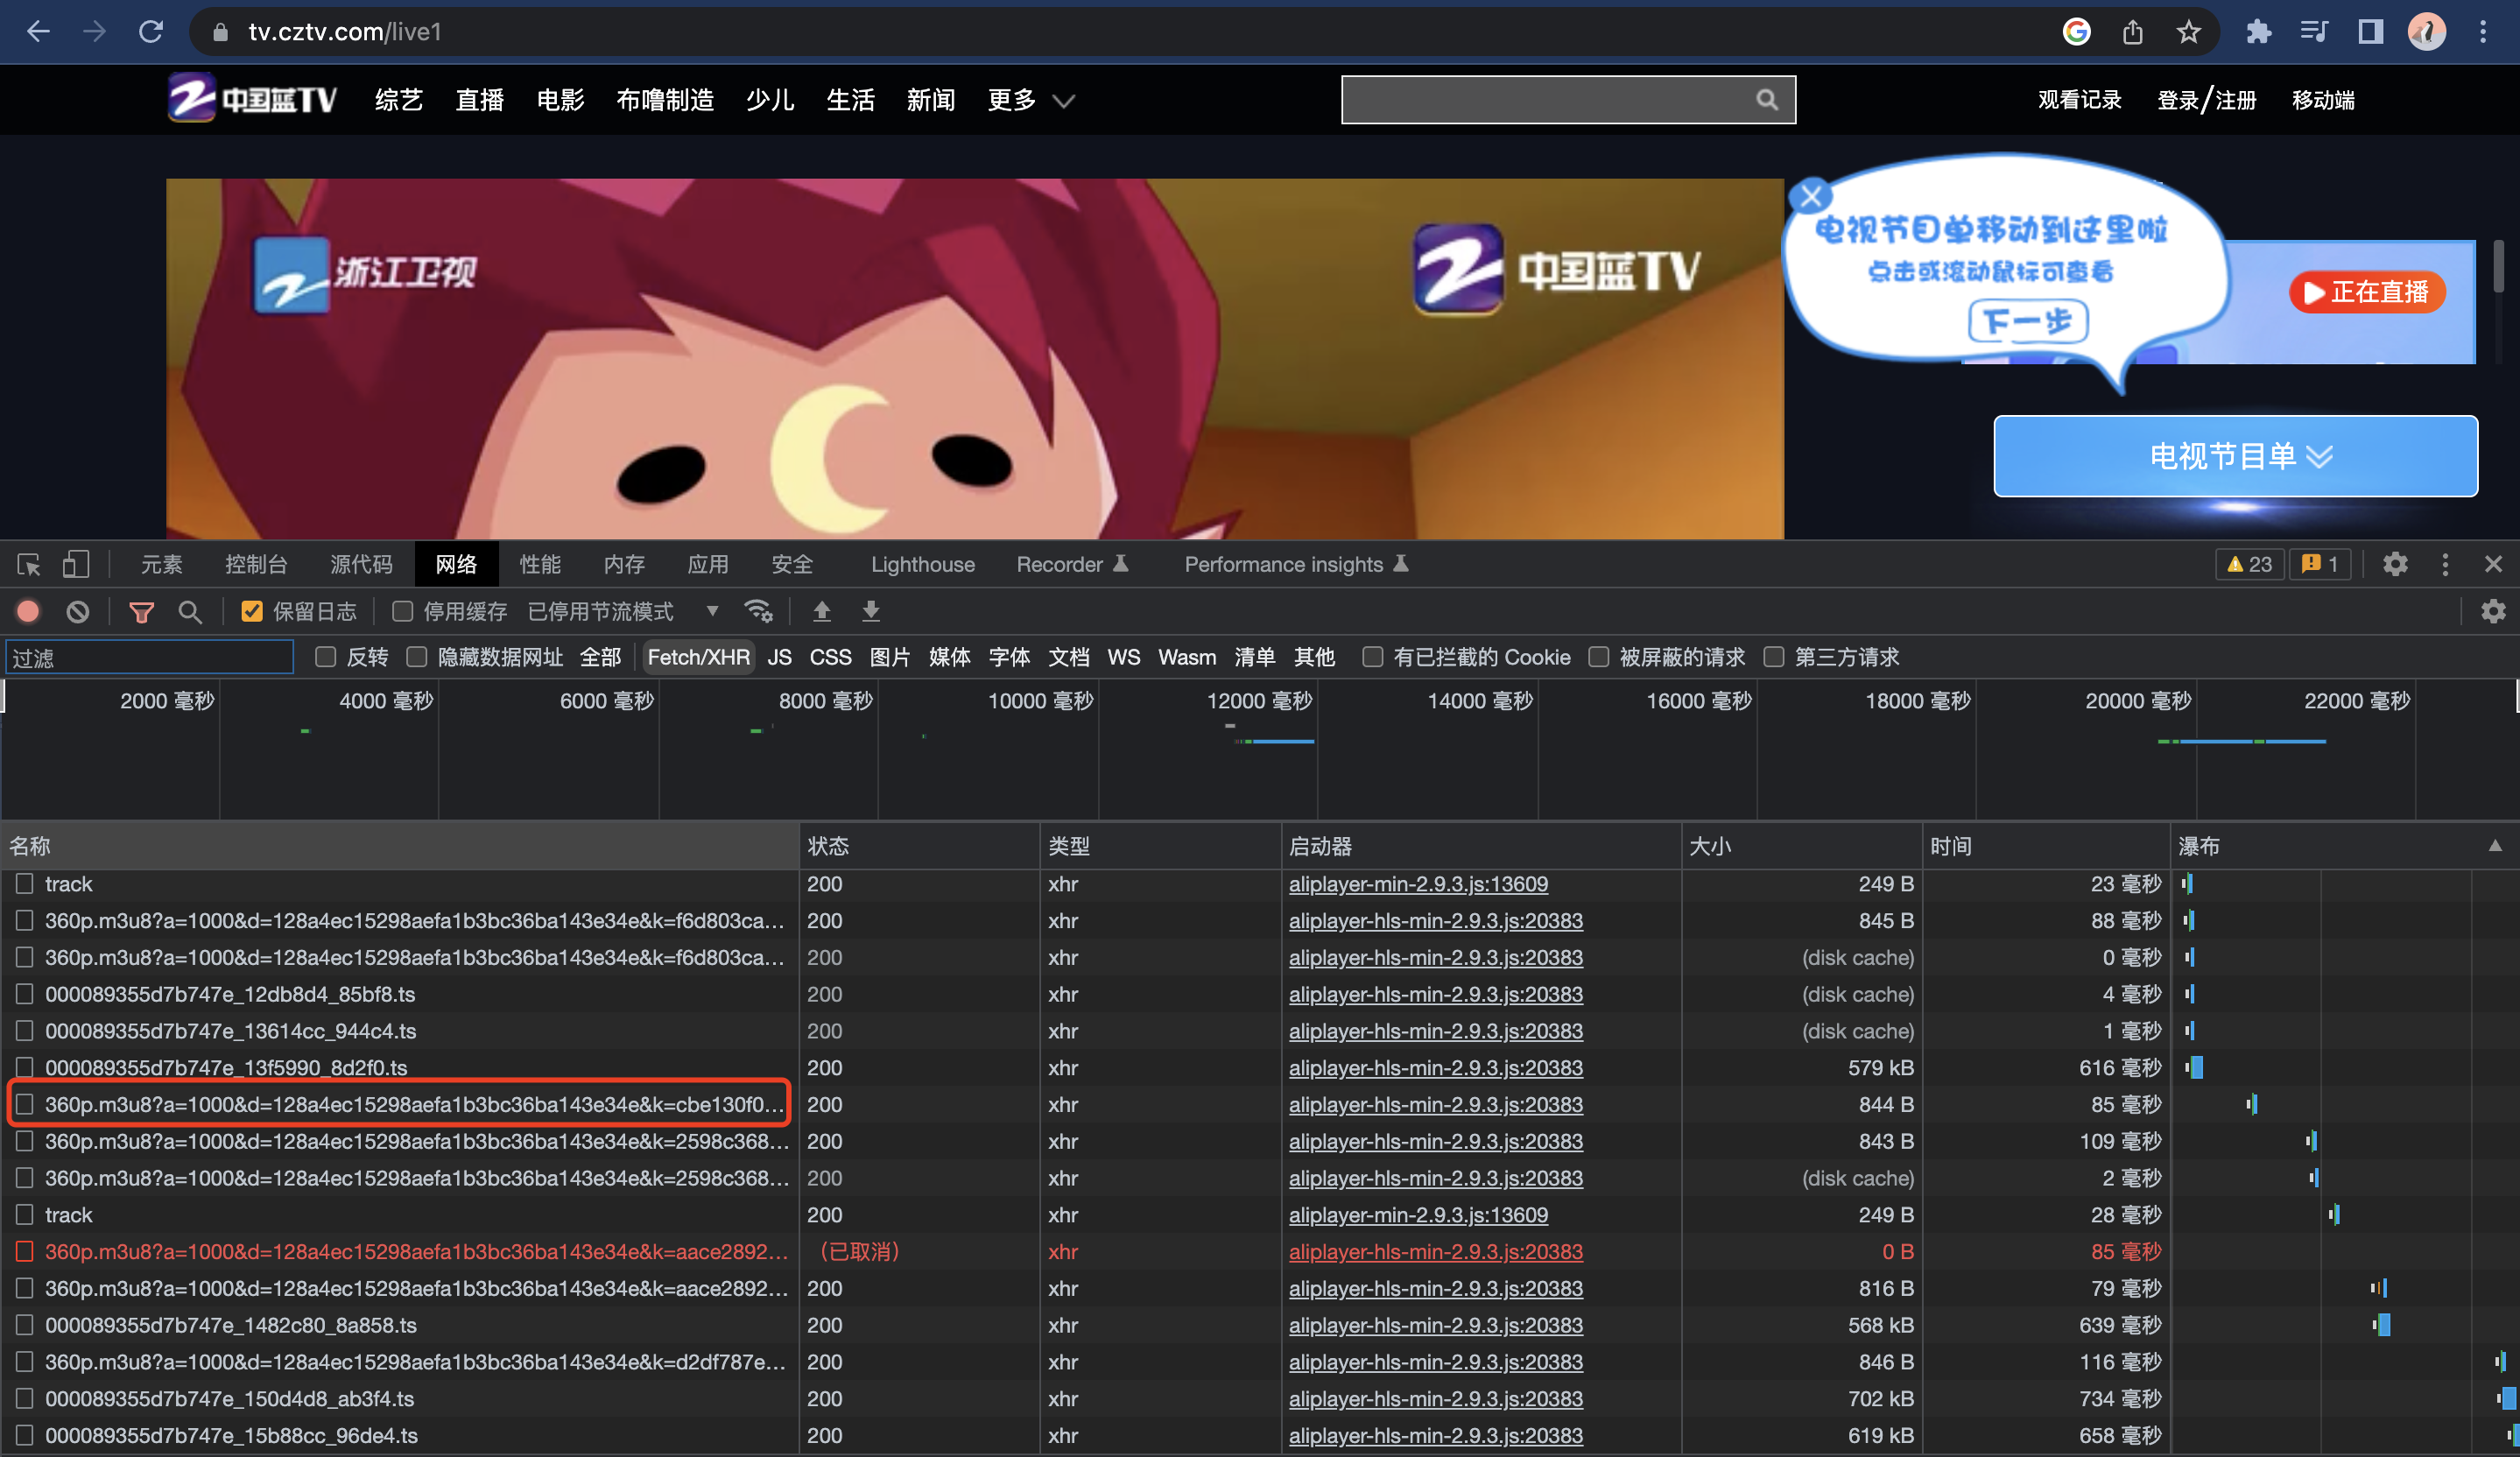 tv.cztv.com/live1
中国蓝TV 综艺 直播 电影 布噜制造 少儿 生活 新闻 更多 观看记录 登录/注册 移动端
浙江卫视
中国蓝TV
电视节目单移动到这里啦
点击或滚动鼠标可查看
下一步
正在直播
电视节目单
元素 控制台 源代码 网络 性能 内存 应用 安全 Lighthouse Recorder Performance insights 23 1
保留日志 停用缓存 已停用节流模式
过滤 反转 隐藏数据网址 全部 Fetch/XHR JS CSS 图片 媒体 字体 文档 WS Wasm 清单 其他 有已拦截的 Cookie 被屏蔽的请求 第三方请求
2000 毫秒 4000 毫秒 6000 毫秒 8000 毫秒 10000 毫秒 12000 毫秒 14000 毫秒 16000 毫秒 18000 毫秒 20000 毫秒 22000 毫秒
名称 状态 类型 启动器 大小 时间 瀑布
track 200 xhr aliplayer-min-2.9.3.js:13609 249 B 23 毫秒
360p.m3u8?a=1000&d=128a4ec15298aefa1b3bc36ba143e34e&k=f6d803ca... 200 xhr aliplayer-hls-min-2.9.3.js:20383 845 B 88 毫秒
360p.m3u8?a=1000&d=128a4ec15298aefa1b3bc36ba143e34e&k=f6d803ca... 200 xhr aliplayer-hls-min-2.9.3.js:20383 (disk cache) 0 毫秒
000089355d7b747e_12db8d4_85bf8.ts 200 xhr aliplayer-hls-min-2.9.3.js:20383 (disk cache) 4 毫秒
000089355d7b747e_13614cc_944c4.ts 200 xhr aliplayer-hls-min-2.9.3.js:20383 (disk cache) 1 毫秒
000089355d7b747e_13f5990_8d2f0.ts 200 xhr aliplayer-hls-min-2.9.3.js:20383 579 kB 616 毫秒
360p.m3u8?a=1000&d=128a4ec15298aefa1b3bc36ba143e34e&k=cbe130f0... 200 xhr aliplayer-hls-min-2.9.3.js:20383 844 B 85 毫秒
360p.m3u8?a=1000&d=128a4ec15298aefa1b3bc36ba143e34e&k=2598c368... 200 xhr aliplayer-hls-min-2.9.3.js:20383 843 B 109 毫秒
360p.m3u8?a=1000&d=128a4ec15298aefa1b3bc36ba143e34e&k=2598c368... 200 xhr aliplayer-hls-min-2.9.3.js:20383 (disk cache) 2 毫秒
track 200 xhr aliplayer-min-2.9.3.js:13609 249 B 28 毫秒
360p.m3u8?a=1000&d=128a4ec15298aefa1b3bc36ba143e34e&k=aace2892... （已取消） xhr aliplayer-hls-min-2.9.3.js:20383 0 B 85 毫秒
360p.m3u8?a=1000&d=128a4ec15298aefa1b3bc36ba143e34e&k=aace2892... 200 xhr aliplayer-hls-min-2.9.3.js:20383 816 B 79 毫秒
000089355d7b747e_1482c80_8a858.ts 200 xhr aliplayer-hls-min-2.9.3.js:20383 568 kB 639 毫秒
360p.m3u8?a=1000&d=128a4ec15298aefa1b3bc36ba143e34e&k=d2df787e... 200 xhr aliplayer-hls-min-2.9.3.js:20383 846 B 116 毫秒
000089355d7b747e_150d4d8_ab3f4.ts 200 xhr aliplayer-hls-min-2.9.3.js:20383 702 kB 734 毫秒
000089355d7b747e_15b88cc_96de4.ts 200 xhr aliplayer-hls-min-2.9.3.js:20383 619 kB 658 毫秒